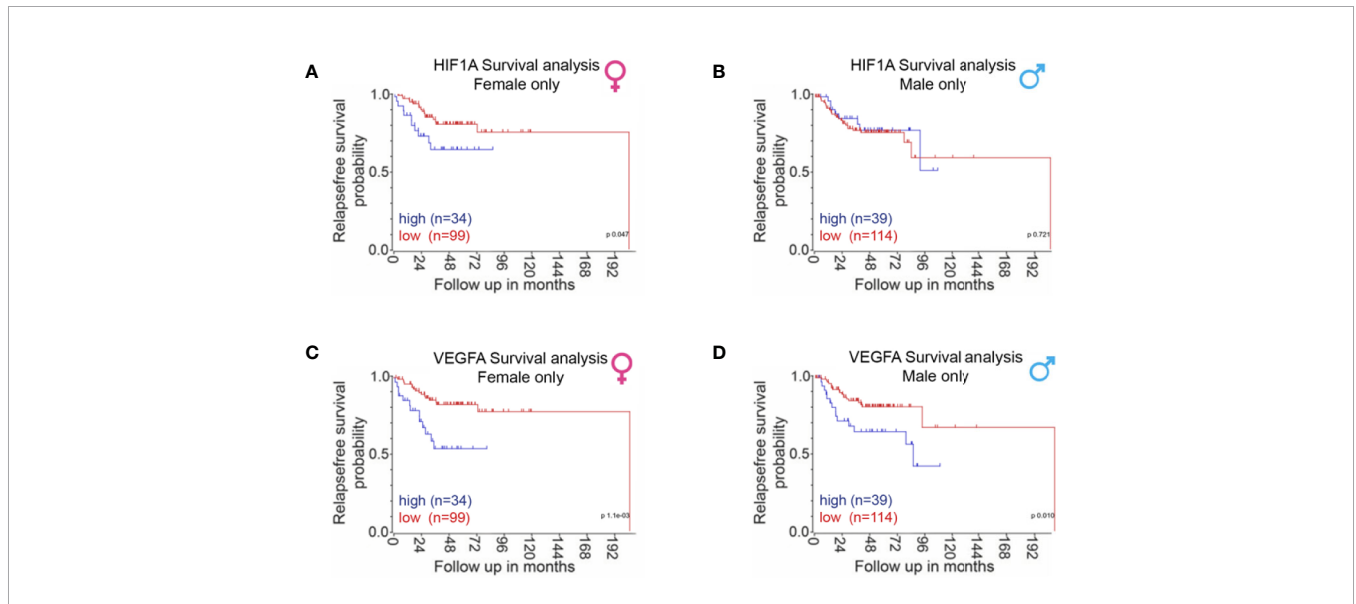 A
HIF1A Survival analysis
Female only
Relapsefree survival
probability
1.0
0.5
0.0
high (n=34)
low (n=99)
p 0.047
0 24 48 72 96 120 144 168 192
Follow up in months
B
HIF1A Survival analysis
Male only
Relapsefree survival
probability
1.0
0.5
0.0
high (n=39)
low (n=114)
p 0.721
0 24 48 72 96 120 144 168 192
Follow up in months
C
VEGFA Survival analysis
Female only
Relapsefree survival
probability
1.0
0.5
0.0
high (n=34)
low (n=99)
p 1.1e-03
0 24 48 72 96 120 144 168 192
Follow up in months
D
VEGFA Survival analysis
Male only
Relapsefree survival
probability
1.0
0.5
0.0
high (n=39)
low (n=114)
p 0.010
0 24 48 72 96 120 144 168 192
Follow up in months